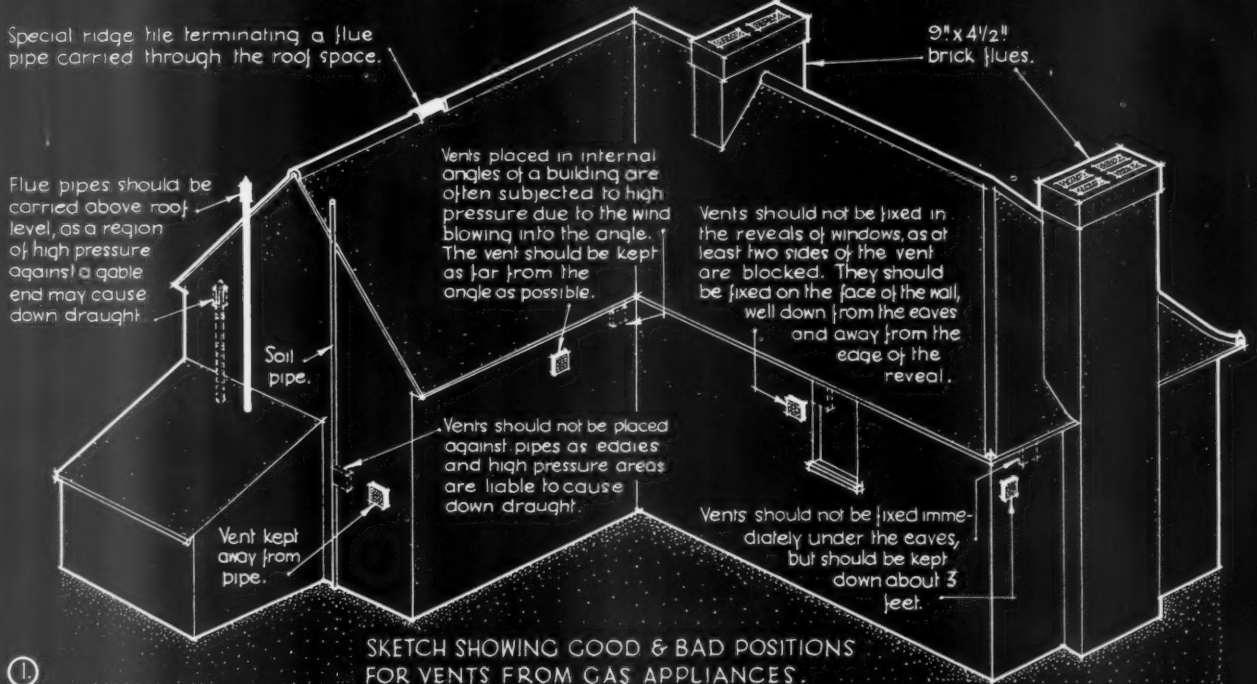 Special ridge tile terminating a flue
pipe carried through the roof space.
9"x 4 1/2"
brick flues.
Flue pipes should be
carried above roof
level, as a region
of high pressure
against a gable
end may cause
down draught.
Vents placed in internal
angles of a building are
often subjected to high
pressure due to the wind
blowing into the angle.
The vent should be kept
as far from the
angle as possible.
Vents should not be fixed in
the reveals of windows, as at
least two sides of the vent
are blocked. They should
be fixed on the face of the wall,
well down from the eaves
and away from the
edge of the
reveal.
Soil
pipe.
Vents should not be placed
against pipes as eddies
and high pressure areas
are liable to cause
down draught.
Vent kept
away from
pipe.
Vents should not be fixed imme-
diately under the eaves,
but should be kept
down about 3
feet.
SKETCH SHOWING GOOD & BAD POSITIONS
FOR VENTS FROM GAS APPLIANCES.
1.